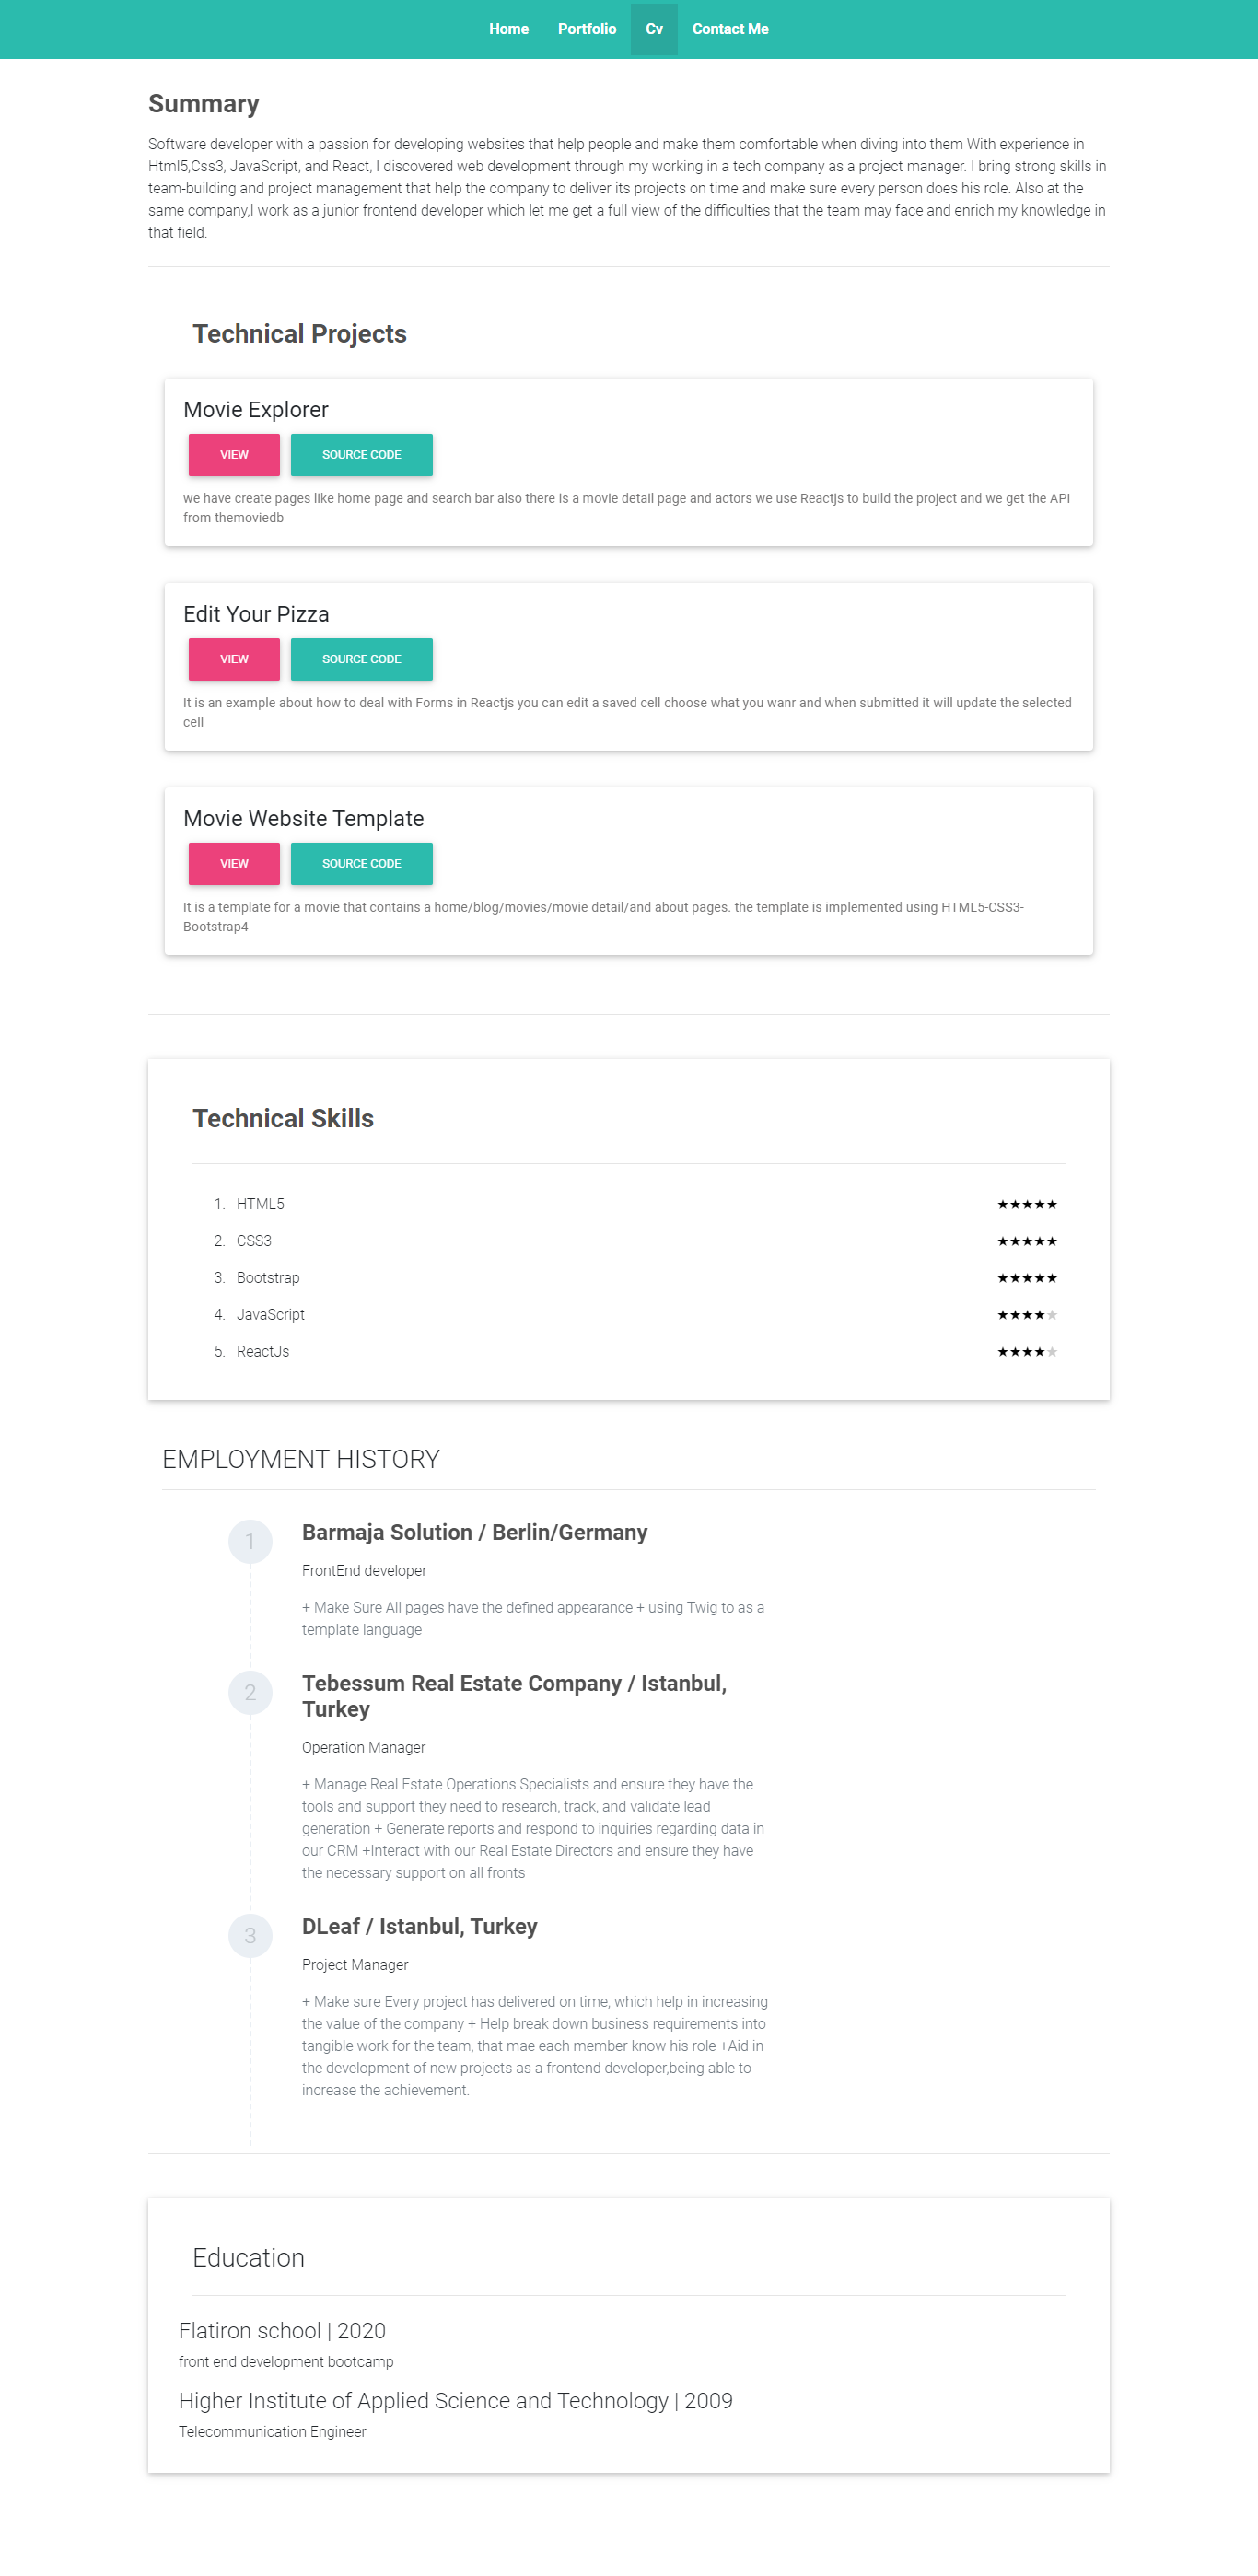 Home Portfolio Cv Contact Me
Summary
Software developer with a passion for developing websites that help people and make them comfortable when diving into them With experience in
Html5,Css3, JavaScript, and React, I discovered web development through my working in a tech company as a project manager. I bring strong skills in
team-building and project management that help the company to deliver its projects on time and make sure every person does his role. Also at the
same company,I work as a junior frontend developer which let me get a full view of the difficulties that the team may face and enrich my knowledge in
that field.
Technical Projects
Movie Explorer
VIEW SOURCE CODE
we have create pages like home page and search bar also there is a movie detail page and actors we use Reactjs to build the project and we get the API
from themoviedb
Edit Your Pizza
VIEW SOURCE CODE
It is an example about how to deal with Forms in Reactjs you can edit a saved cell choose what you wanr and when submitted it will update the selected
cell
Movie Website Template
VIEW SOURCE CODE
It is a template for a movie that contains a home/blog/movies/movie detail/and about pages. the template is implemented using HTML5-CSS3-
Bootstrap4
Technical Skills
1. HTML5 ★★★★★
2. CSS3 ★★★★★
3. Bootstrap ★★★★★
4. JavaScript ★★★★★
5. ReactJs ★★★★★
EMPLOYMENT HISTORY
1 Barmaja Solution / Berlin/Germany
FrontEnd developer
+ Make Sure All pages have the defined appearance + using Twig to as a
template language
2 Tebessum Real Estate Company / Istanbul,
Turkey
Operation Manager
+ Manage Real Estate Operations Specialists and ensure they have the
tools and support they need to research, track, and validate lead
generation + Generate reports and respond to inquiries regarding data in
our CRM +Interact with our Real Estate Directors and ensure they have
the necessary support on all fronts
3 DLeaf / Istanbul, Turkey
Project Manager
+ Make sure Every project has delivered on time, which help in increasing
the value of the company + Help break down business requirements into
tangible work for the team, that mae each member know his role +Aid in
the development of new projects as a frontend developer,being able to
increase the achievement.
Education
Flatiron school | 2020
front end development bootcamp
Higher Institute of Applied Science and Technology | 2009
Telecommunication Engineer